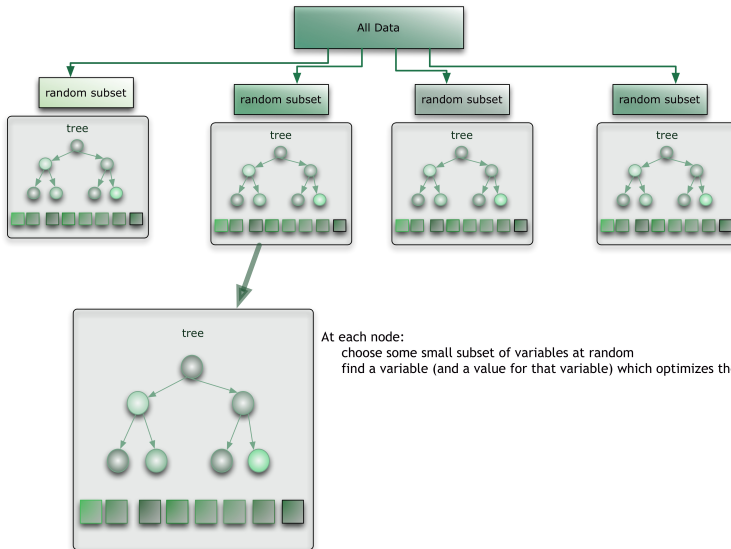 All Data
random subset
random subset
random subset
random subset
tree
tree
tree
tree
tree
At each node:
choose some small subset of variables at random
find a variable (and a value for that variable) which optimizes